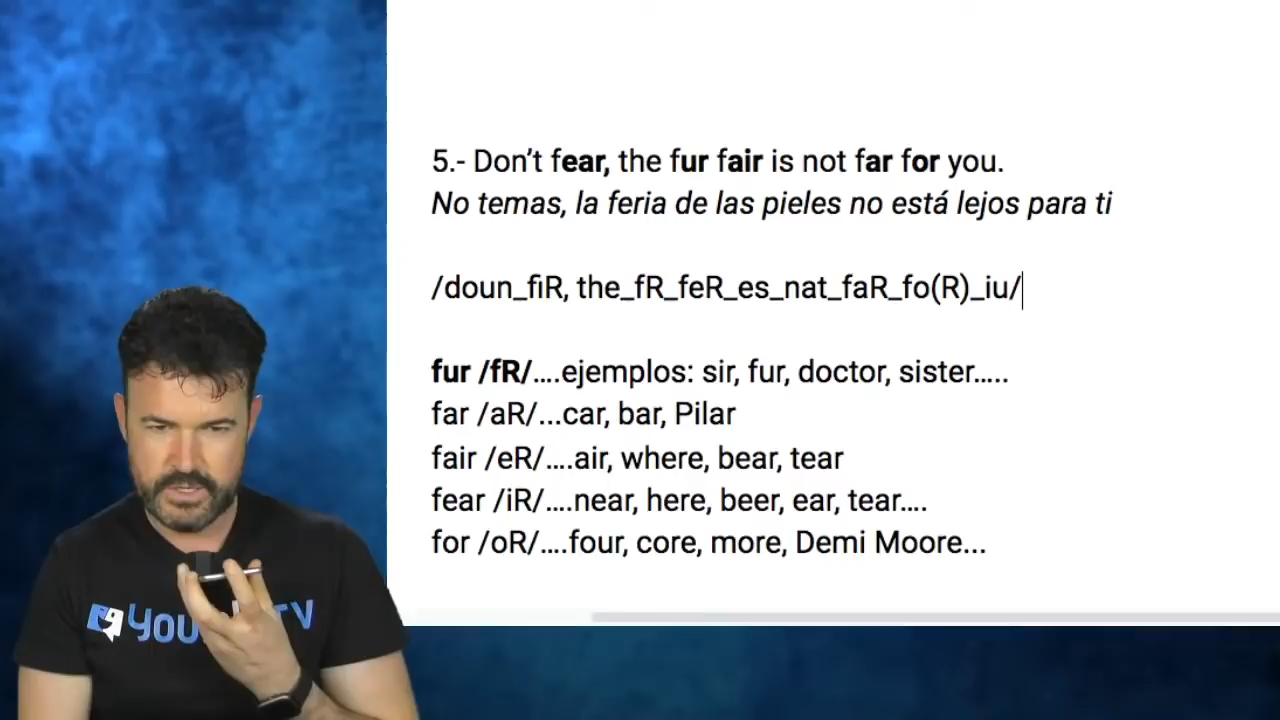 5.- Don’t fear, the fur fair is not far for you.
No temas, la feria de las pieles no está lejos para ti
/doun_fiR, the_fR_feR_es_nat_faR_fo(R)_iu/
fur /fR/….ejemplos: sir, fur, doctor, sister…..
far /aR/...car, bar, Pilar
fair /eR/….air, where, bear, tear
fear /iR/….near, here, beer, ear, tear….
for /oR/….four, core, more, Demi Moore...